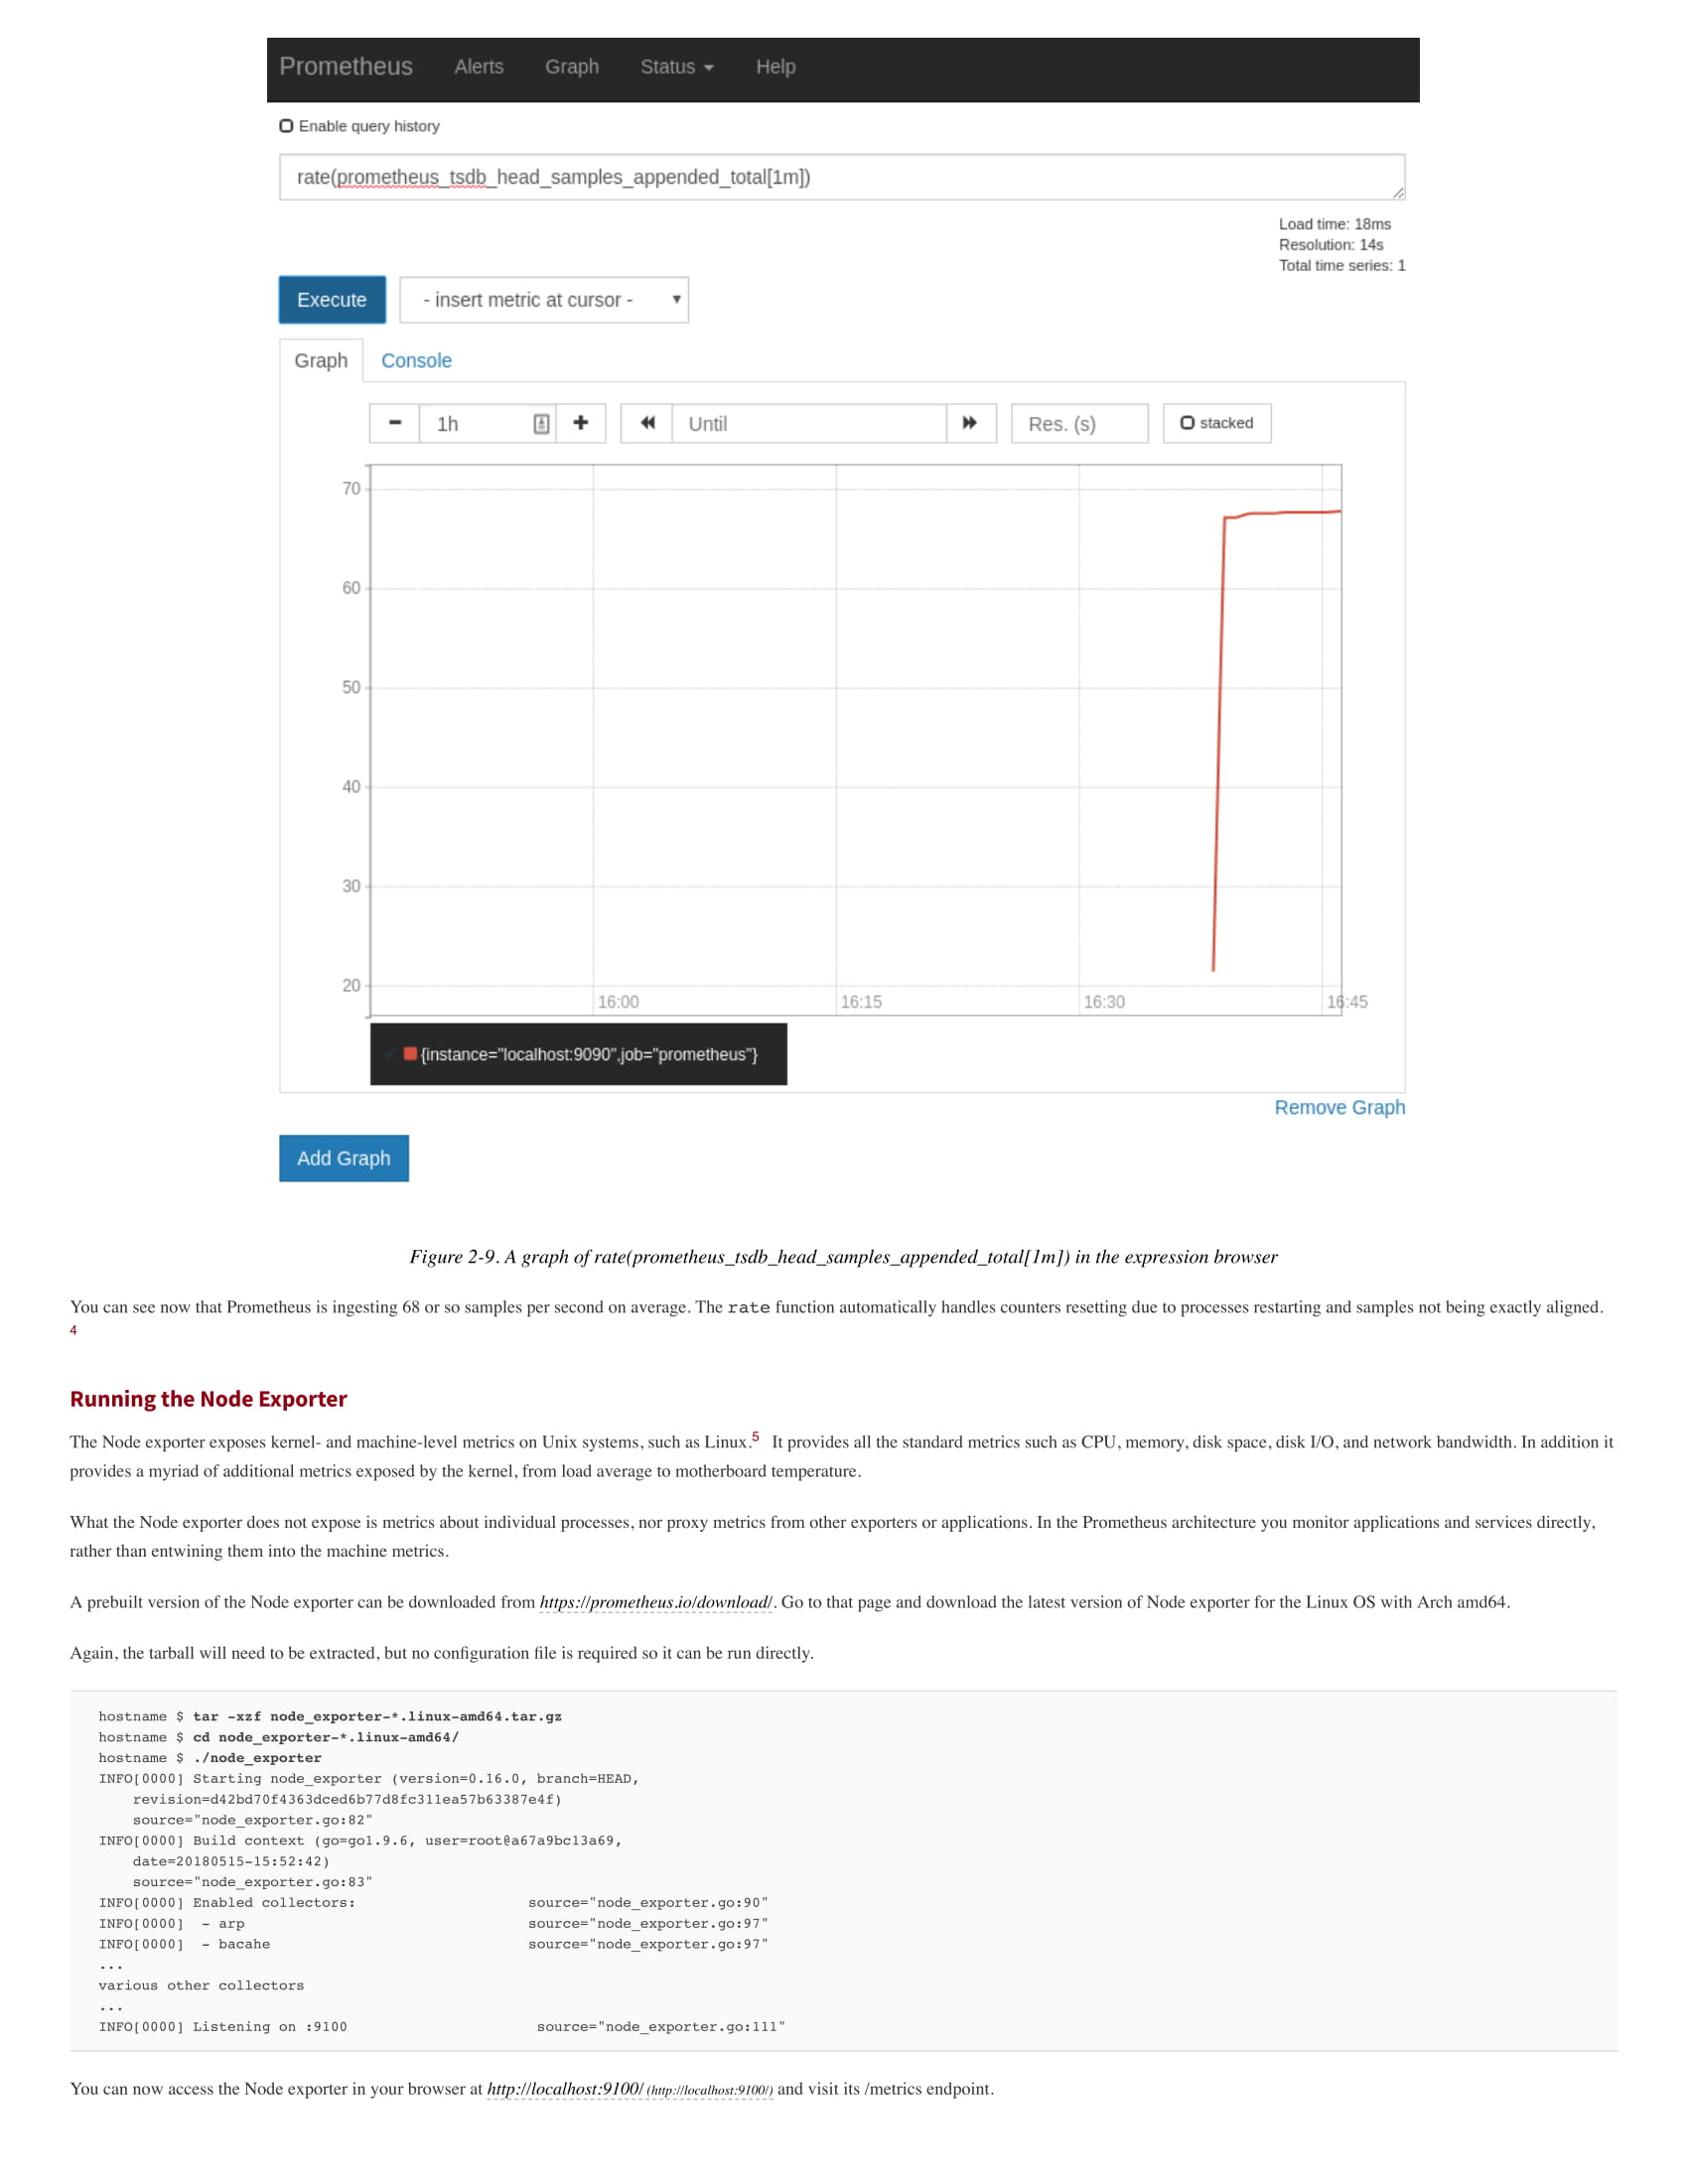 Prometheus Alerts Graph Status Help
Enable query history
rate(prometheus_tsdb_head_samples_appended_total[1m])
Load time: 18ms
Resolution: 14s
Total time series: 1
Execute - insert metric at cursor -
Graph Console
1h Until Res. (s) stacked
70
60
50
40
30
20
16:00 16:15 16:30 16:45
{instance="localhost:9090",job="prometheus"}
Remove Graph
Add Graph
Figure 2-9. A graph of rate(prometheus_tsdb_head_samples_appended_total[1m]) in the expression browser
You can see now that Prometheus is ingesting 68 or so samples per second on average. The rate function automatically handles counters resetting due to processes restarting and samples not being exactly aligned.
4
Running the Node Exporter
The Node exporter exposes kernel- and machine-level metrics on Unix systems, such as Linux.5 It provides all the standard metrics such as CPU, memory, disk space, disk I/O, and network bandwidth. In addition it
provides a myriad of additional metrics exposed by the kernel, from load average to motherboard temperature.
What the Node exporter does not expose is metrics about individual processes, nor proxy metrics from other exporters or applications. In the Prometheus architecture you monitor applications and services directly,
rather than entwining them into the machine metrics.
A prebuilt version of the Node exporter can be downloaded from https://prometheus.io/download/. Go to that page and download the latest version of Node exporter for the Linux OS with Arch amd64.
Again, the tarball will need to be extracted, but no configuration file is required so it can be run directly.
hostname $ tar -xzf node_exporter-*.linux-amd64.tar.gz
hostname $ cd node_exporter-*.linux-amd64/
hostname $ ./node_exporter
INFO[0000] Starting node_exporter (version=0.16.0, branch=HEAD,
revision=d42bd70f4363dced6b77d8fc311ea57b63387e4f)
source="node_exporter.go:82"
INFO[0000] Build context (go=go1.9.6, user=root@a67a9bc13a69,
date=20180515-15:52:42)
source="node_exporter.go:83"
INFO[0000] Enabled collectors: source="node_exporter.go:90"
INFO[0000] - arp source="node_exporter.go:97"
INFO[0000] - bacahe source="node_exporter.go:97"
...
various other collectors
...
INFO[0000] Listening on :9100 source="node_exporter.go:111"
You can now access the Node exporter in your browser at http://localhost:9100/ (http://localhost:9100/) and visit its /metrics endpoint.